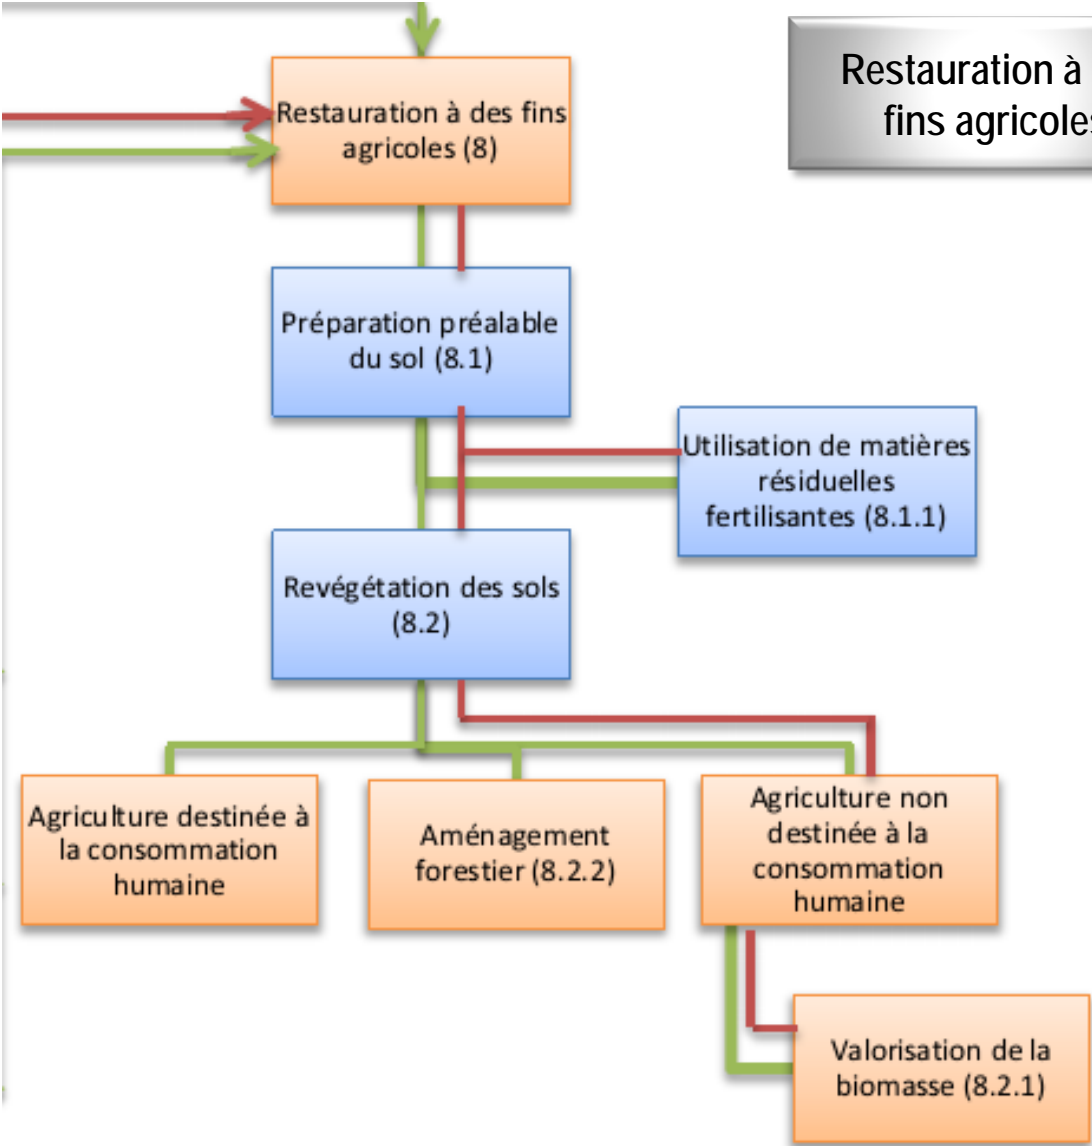 Restauration à
fins agricoles
Restauration à des fins
agricoles (8)
Préparation préalable
du sol (8.1)
Utilisation de matières
résiduelles
fertilisantes (8.1.1)
Revégétation des sols
(8.2)
Agriculture destinée à
la consommation
humaine
Aménagement
forestier (8.2.2)
Agriculture non
destinée à la
consommation
humaine
Valorisation de la
biomasse (8.2.1)